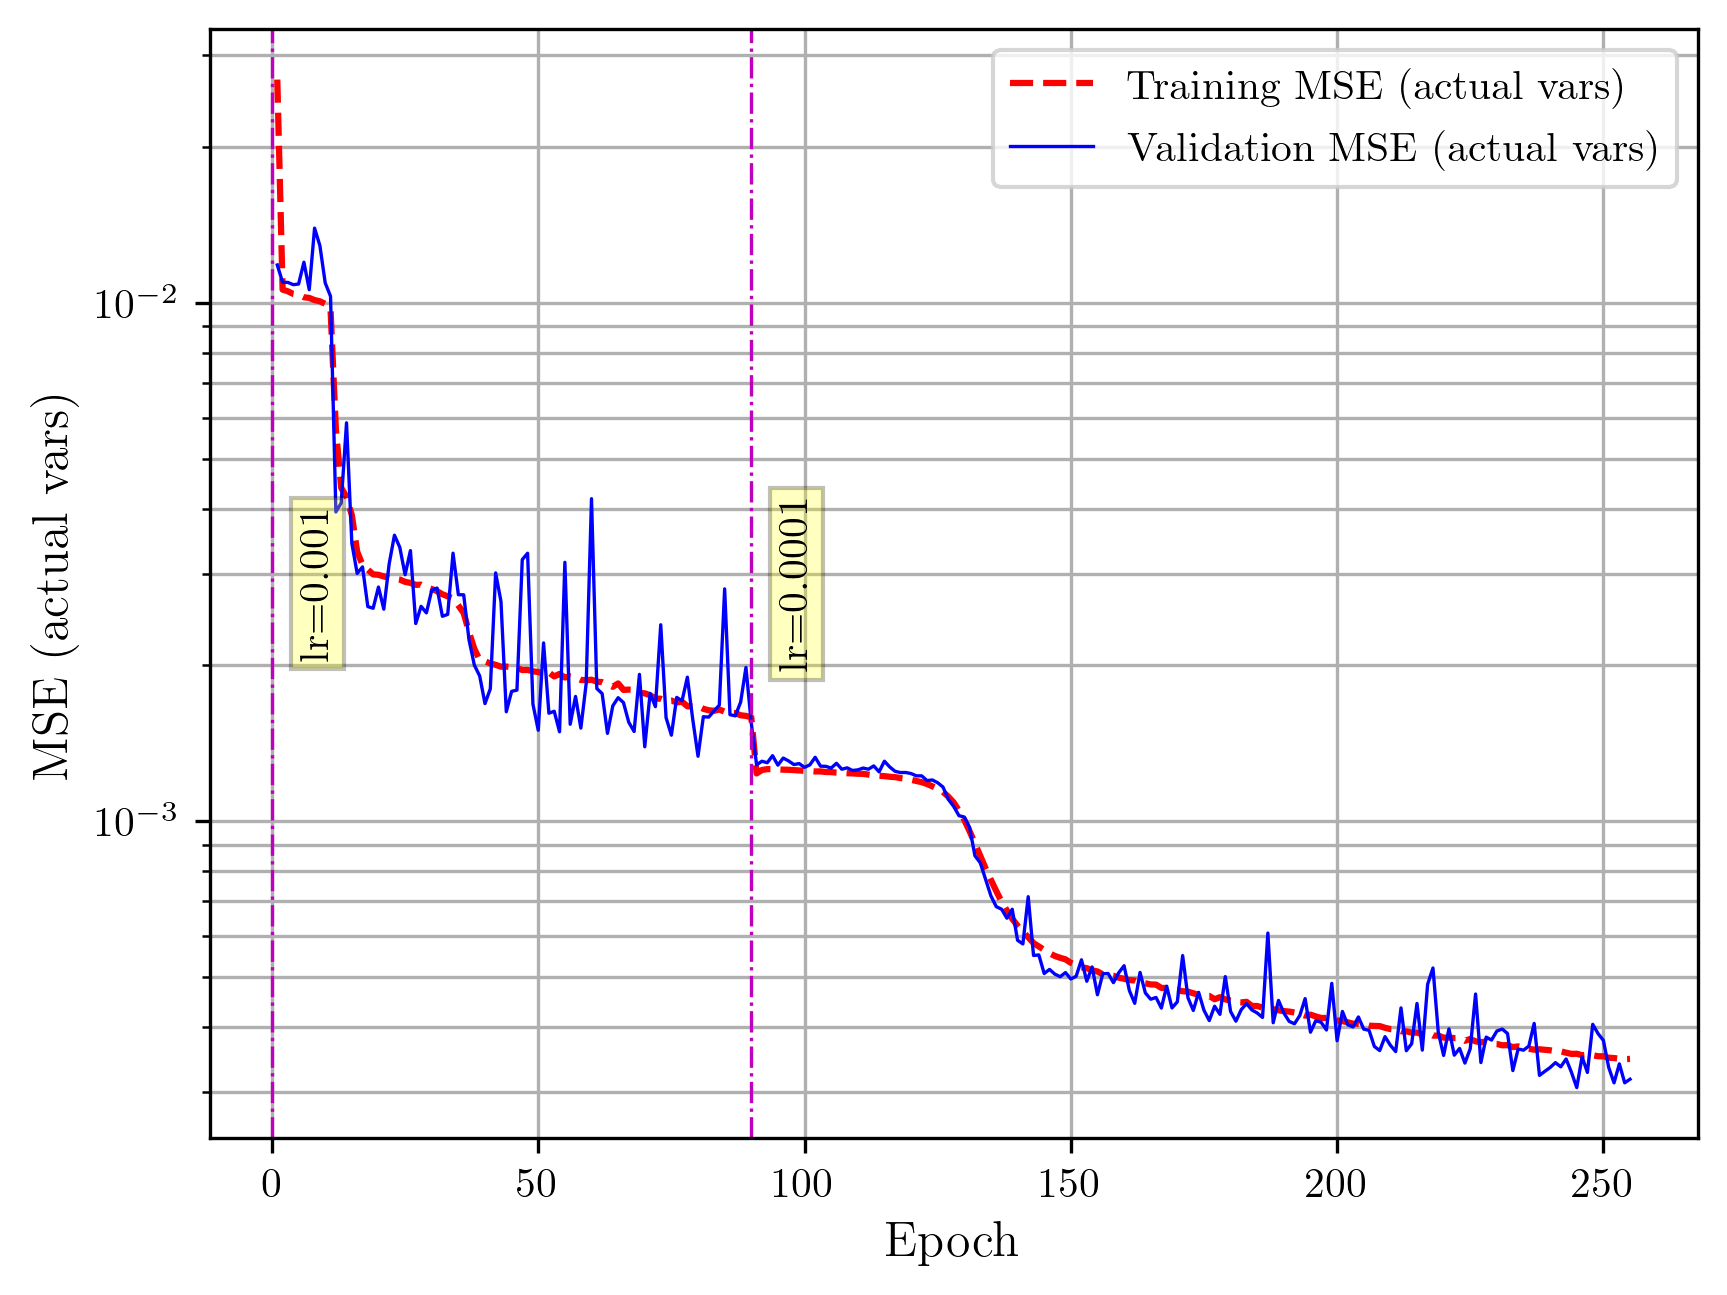 Training MSE (actual vars)
Validation MSE (actual vars)
MSE (actual vars)
10⁻²
10⁻³
lr=0.001
lr=0.0001
0
50
100
150
200
250
Epoch